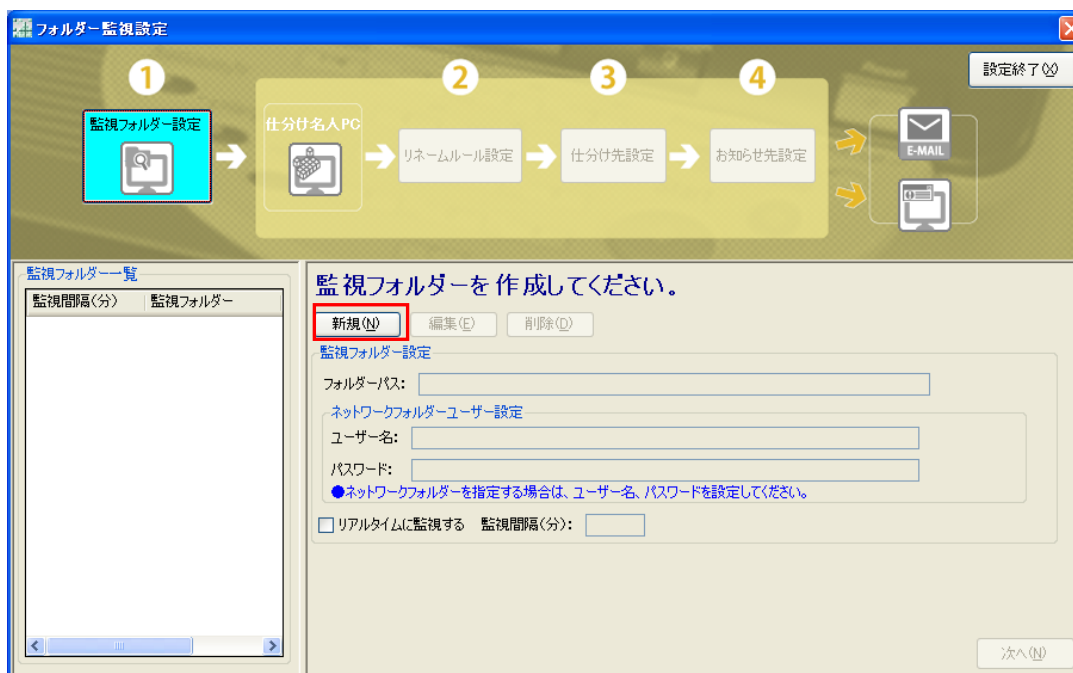 フォルダー監視設定
設定終了(X)
1
2
3
4
監視フォルダー設定
仕分け名人PC
リネームルール設定
仕分け先設定
お知らせ先設定
E-MAIL
監視フォルダー一覧
監視間隔(分) 監視フォルダー
監視フォルダーを作成してください。
新規(N) 編集(E) 削除(D)
監視フォルダー設定
フォルダーパス:
ネットワークフォルダーユーザー設定
ユーザー名:
パスワード:
●ネットワークフォルダーを指定する場合は、ユーザー名、パスワードを設定してください。
リアルタイムに監視する 監視間隔(分):
次へ(N)